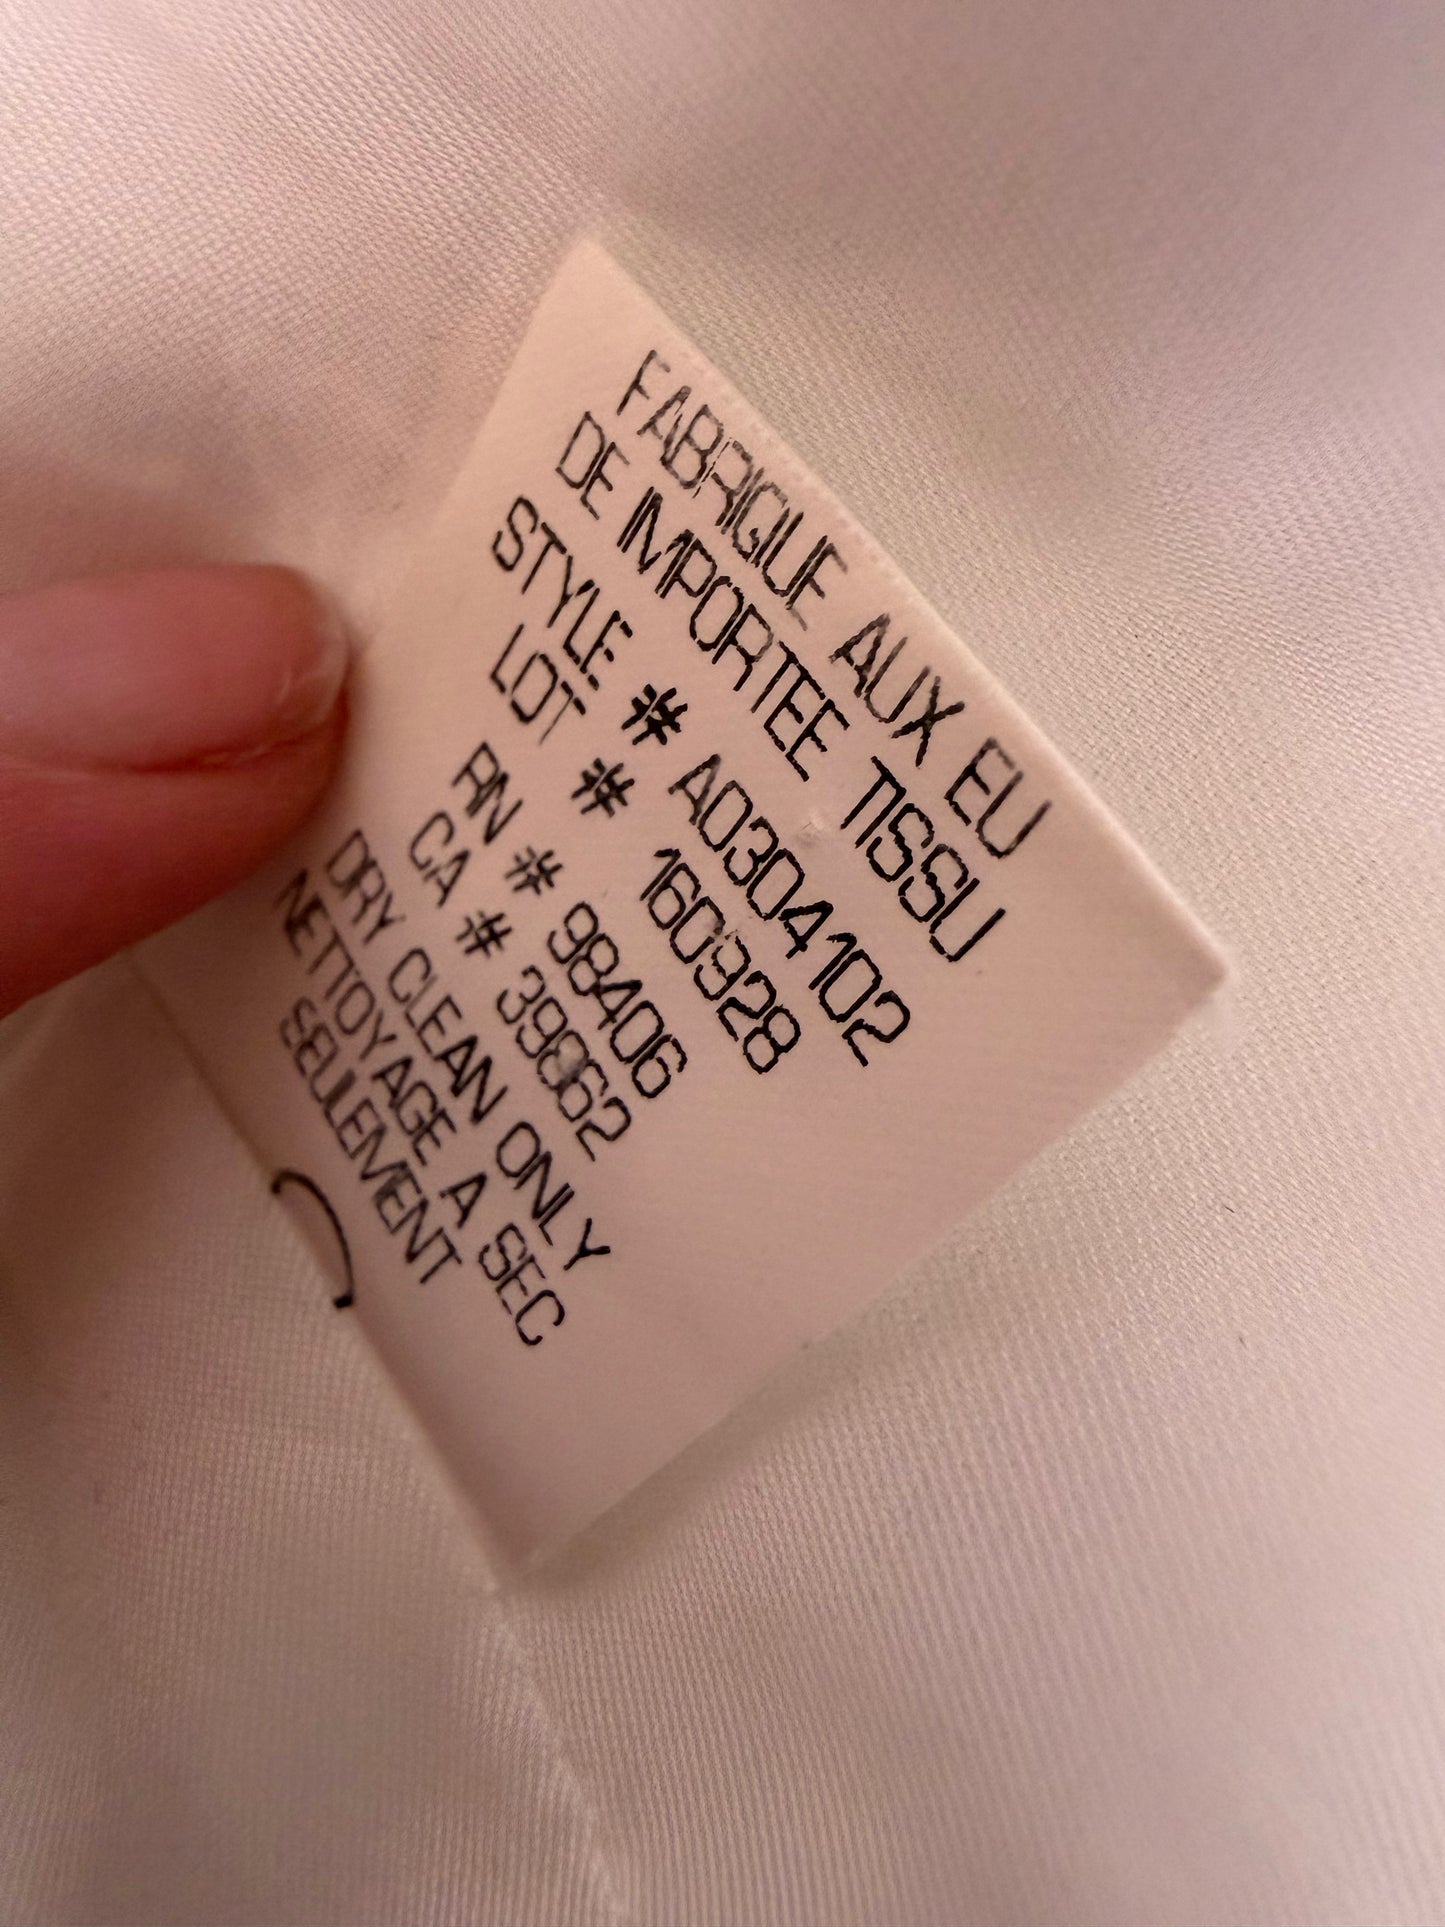 FABRIQUE AUX EU
DE IMPORTEE TISSU
STYLE # A0304102
LOT # 160928
RN # 98406
CA # 39862
DRY CLEAN ONLY
NETTOYAGE A SEC
SEULEMENT